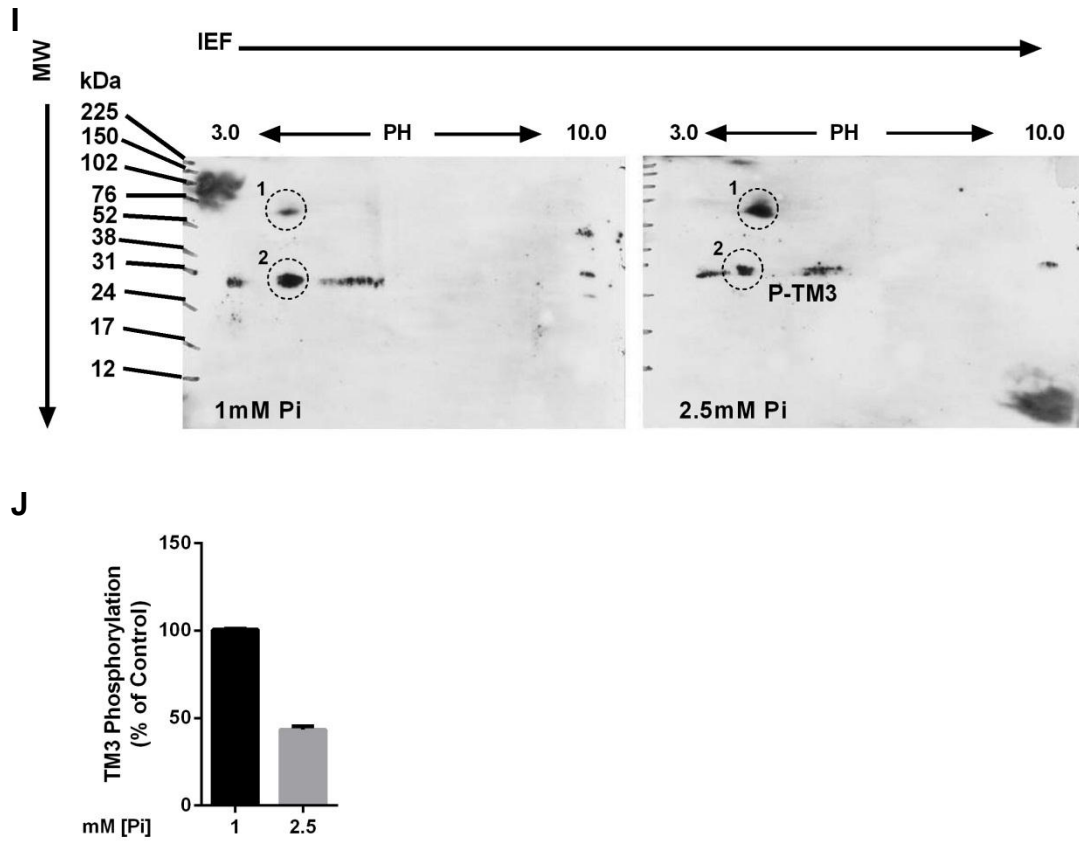 I
MW
IEF
kDa
225
150
102
76
52
38
31
24
17
12
3.0 PH 10.0
3.0 PH 10.0
1
2
1mM Pi
1
2
P-TM3
2.5mM Pi
J
TM3 Phosphorylation
(% of Control)
150
100
50
0
mM [Pi] 1 2.5